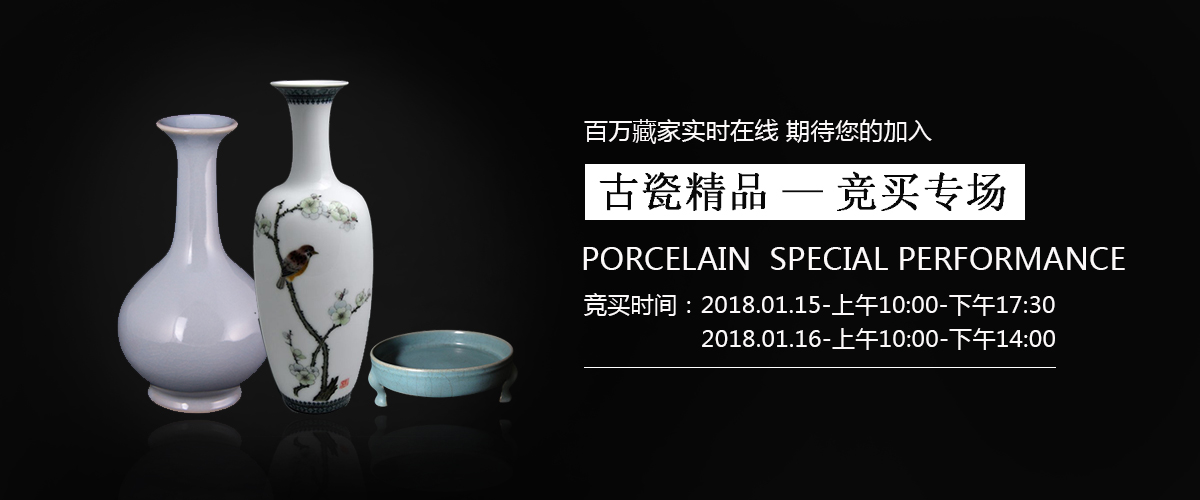 百万藏家实时在线 期待您的加入
古瓷精品 — 竞买专场
PORCELAIN SPECIAL PERFORMANCE
竞买时间：2018.01.15-上午10:00-下午17:30
2018.01.16-上午10:00-下午14:00